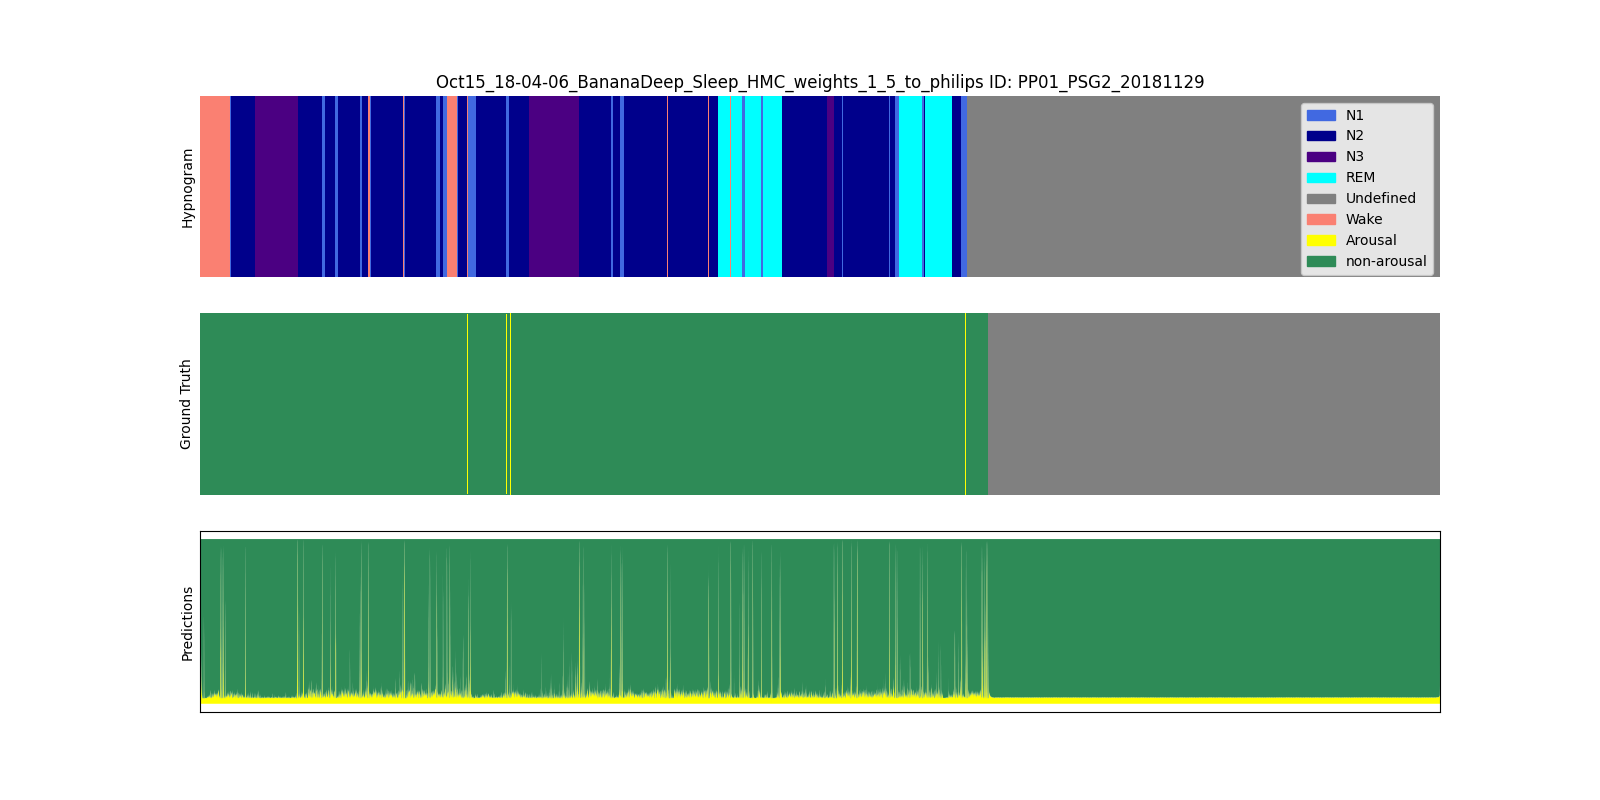 Oct15_18-04-06_BananaDeep_Sleep_HMC_weights_1_5_to_philips ID: PP01_PSG2_20181129
Hypnogram
N1
N2
N3
REM
Undefined
Wake
Arousal
non-arousal
Ground Truth
Predictions